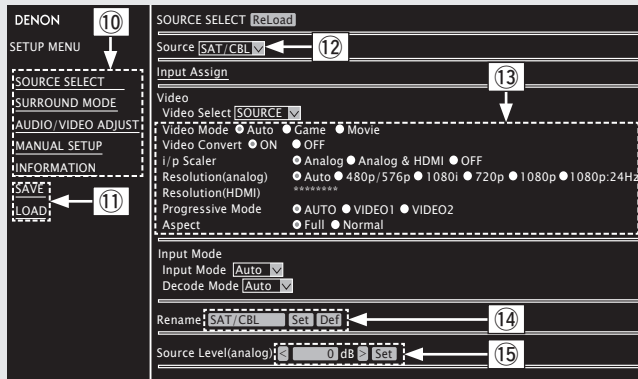 DENON
⑩
SETUP MENU
SOURCE SELECT
SURROUND MODE
AUDIO/VIDEO ADJUST
MANUAL SETUP
INFORMATION
SAVE
LOAD
⑪
SOURCE SELECT ReLoad
Source SAT/CBL
⑫
Input Assign
⑬
Video
Video Select SOURCE
Video Mode Auto Game Movie
Video Convert ON OFF
i/p Scaler Analog Analog & HDMI OFF
Resolution(analog) Auto 480p/576p 1080i 720p 1080p 1080p:24Hz
Resolution(HDMI) ********
Progressive Mode AUTO VIDEO1 VIDEO2
Aspect Full Normal
Input Mode
Input Mode Auto
Decode Mode Auto
Rename SAT/CBL Set Def
⑭
Source Level(analog) < 0 dB > Set
⑮